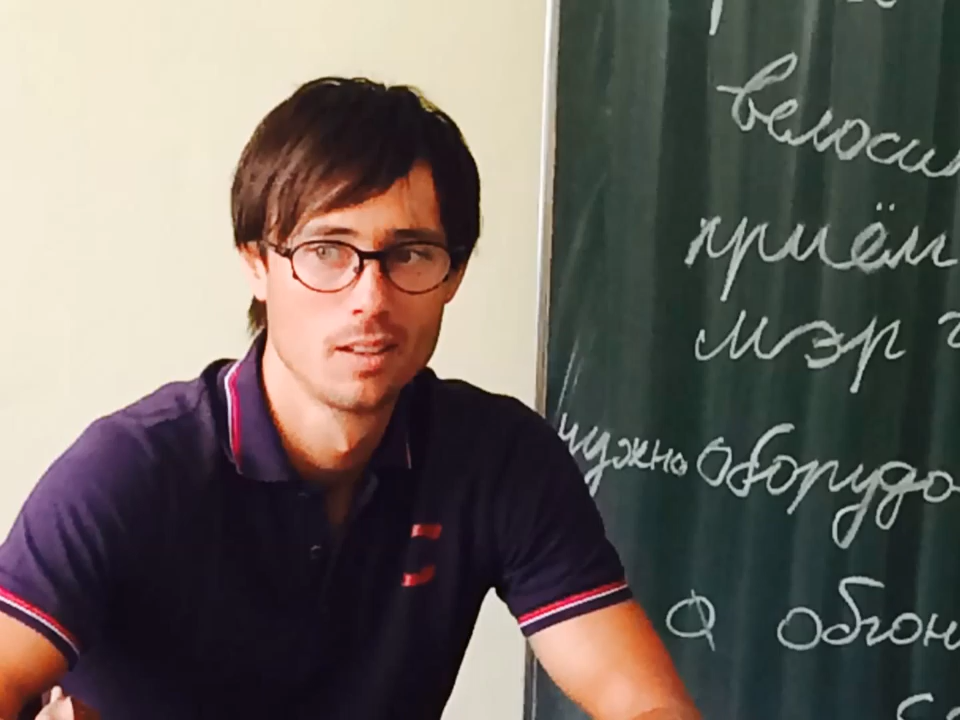 велоси
приём
мэр
нужно оборудо
обгон